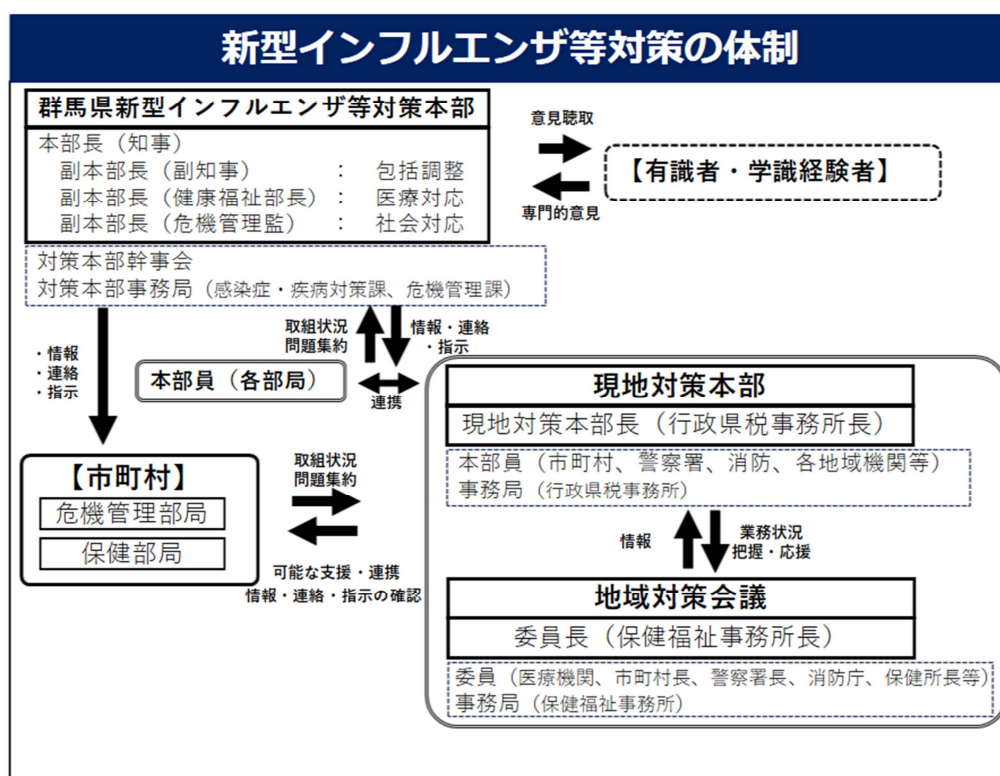 新型インフルエンザ等対策の体制
群馬県新型インフルエンザ等対策本部
本部長（知事）
副本部長（副知事）　：　包括調整
副本部長（健康福祉部長）：　医療対応
副本部長（危機管理監）　：　社会対応
対策本部幹事会
対策本部事務局（感染症・疾病対策課、危機管理課）
意見聴取
【有識者・学識経験者】
専門的意見
・情報
・連絡
・指示
取組状況
問題集約
情報・連絡
・指示
本部員（各部局）
連携
現地対策本部
現地対策本部長（行政県税事務所長）
本部員（市町村、警察署、消防、各地域機関等）
事務局（行政県税事務所）
【市町村】
危機管理部局
保健部局
取組状況
問題集約
可能な支援・連携
情報・連絡・指示の確認
情報
業務状況
把握・応援
地域対策会議
委員長（保健福祉事務所長）
委員（医療機関、市町村長、警察署長、消防庁、保健所長等）
事務局（保健福祉事務所）